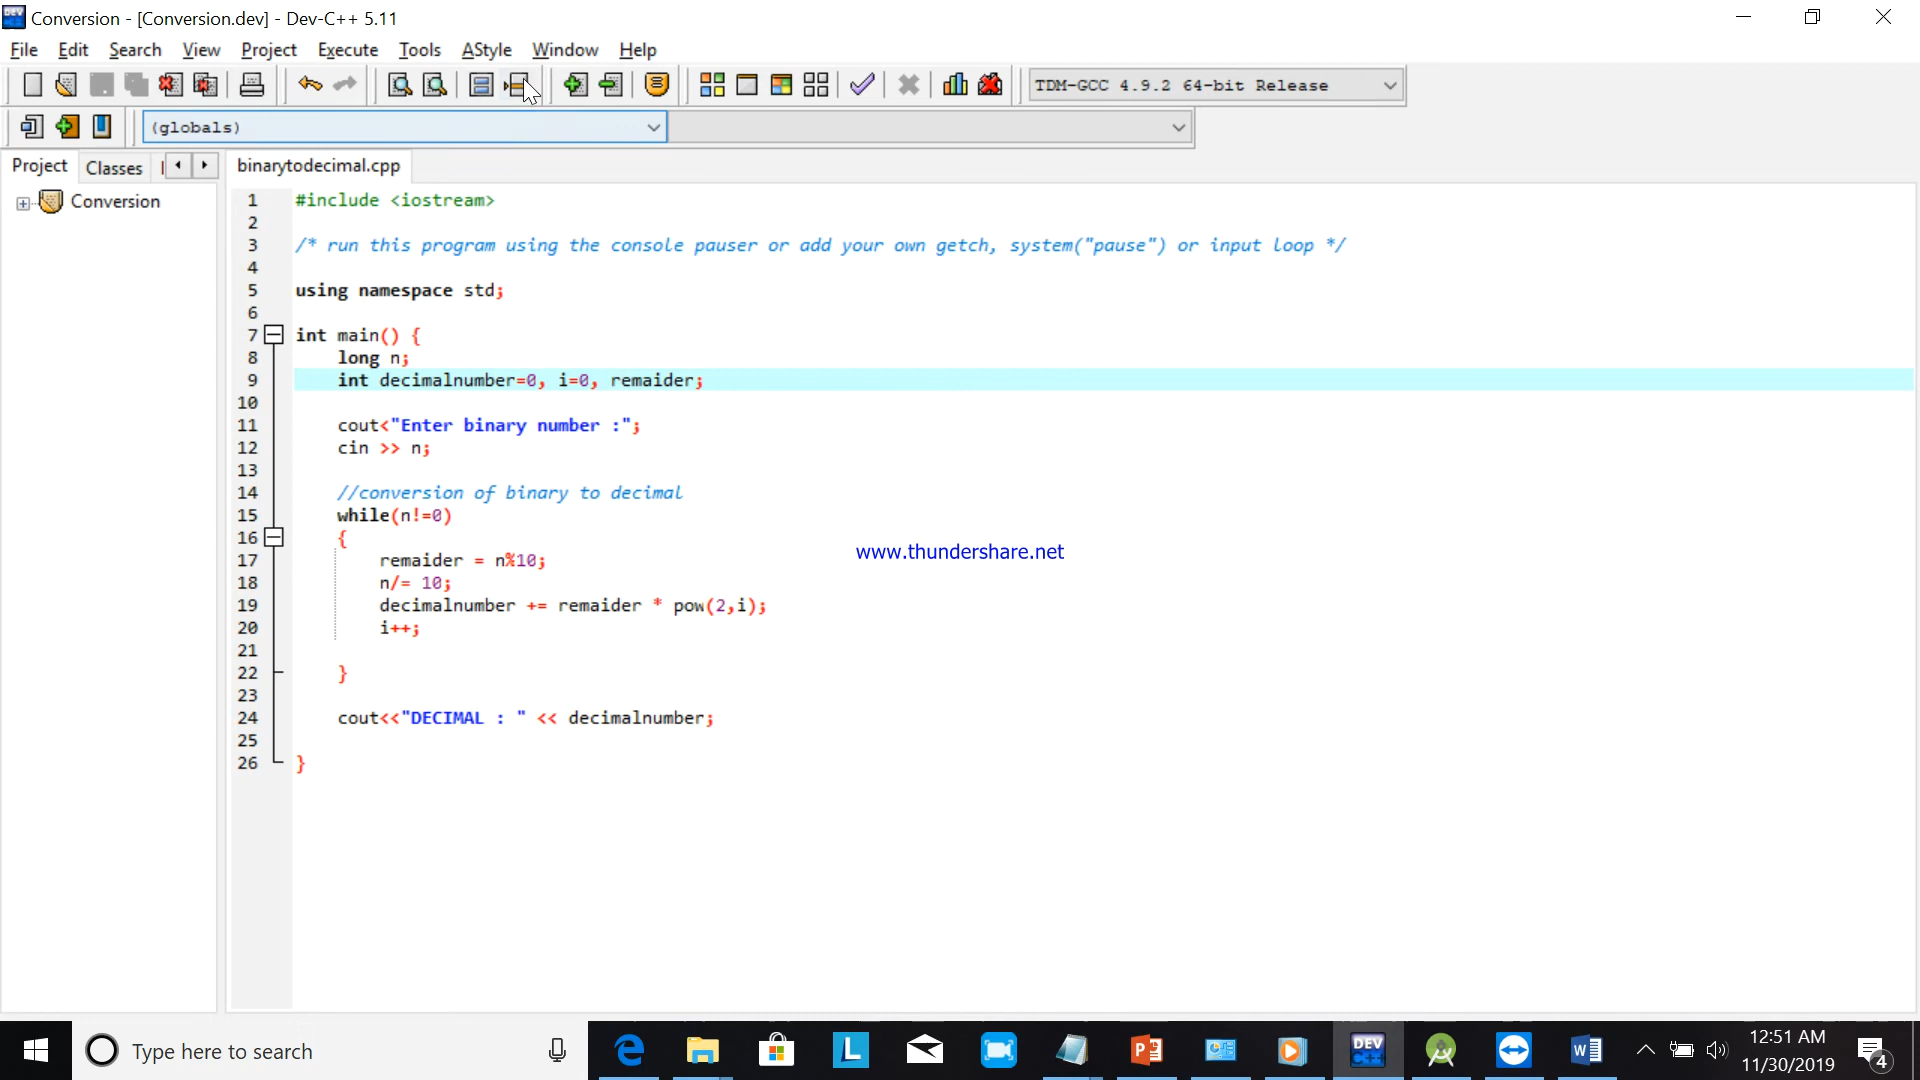 Conversion - [Conversion.dev] - Dev-C++ 5.11
File Edit Search View Project Execute Tools AStyle Window Help
TDM-GCC 4.9.2 64-bit Release
(globals)
Project Classes
binarytodecimal.cpp
Conversion
1 #include <iostream>
2
3 /* run this program using the console pauser or add your own getch, system("pause") or input loop */
4
5 using namespace std;
6
7 int main() {
8 long n;
9 int decimalnumber=0, i=0, remaider;
10
11 cout<"Enter binary number :";
12 cin >> n;
13
14 //conversion of binary to decimal
15 while(n!=0)
16 {
17 remaider = n%10;
18 n/= 10;
19 decimalnumber += remaider * pow(2,i);
20 i++;
21
22 }
23
24 cout<<"DECIMAL : " << decimalnumber;
25
26 }
www.thundershare.net
Type here to search
DEV C++
12:51 AM
11/30/2019
4